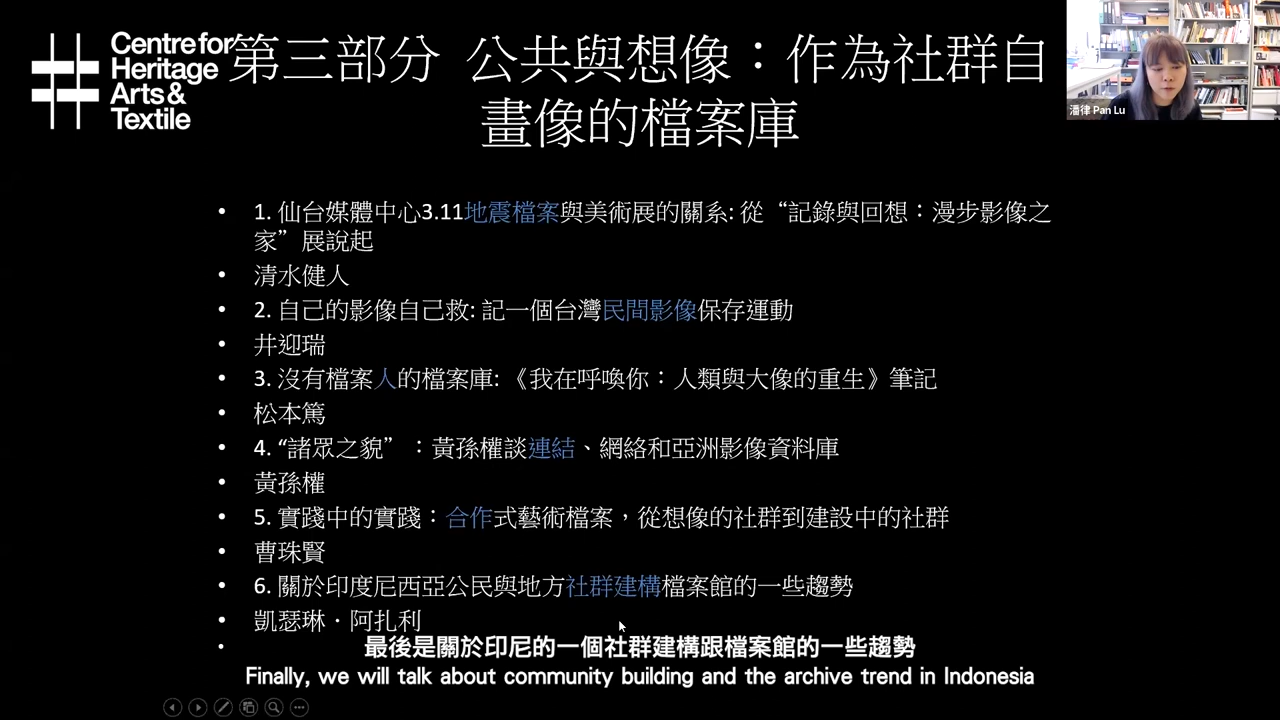 Centre for
Heritage
Arts &
Textile
第三部分 公共與想像：作為社群自
畫像的檔案庫
潘律 Pan Lu
• 1. 仙台媒體中心3.11地震檔案與美術展的關系: 從“記錄與回想：漫步影像之
家”展說起
• 清水健人
• 2. 自己的影像自己救: 記一個台灣民間影像保存運動
• 井迎瑞
• 3. 沒有檔案人的檔案庫: 《我在呼喚你：人類與大像的重生》筆記
• 松本篤
• 4. “諸眾之貌”：黃孫權談連結、網絡和亞洲影像資料庫
• 黃孫權
• 5. 實踐中的實踐：合作式藝術檔案，從想像的社群到建設中的社群
• 曹珠賢
• 6. 關於印度尼西亞公民與地方社群建構檔案館的一些趨勢
• 凱瑟琳．阿扎利
•
最後是關於印尼的一個社群建構跟檔案館的一些趨勢
Finally, we will talk about community building and the archive trend in Indonesia